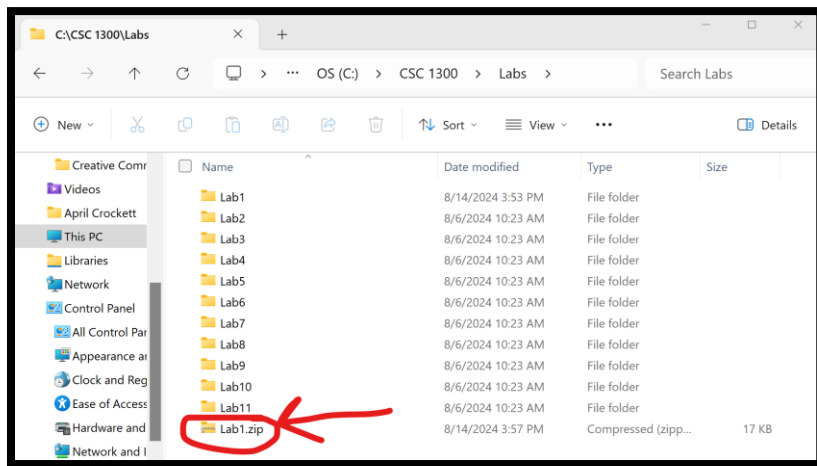 C:\CSC 1300\Labs
OS (C:) > CSC 1300 > Labs >
Search Labs
New
Sort
View
Details
Creative Comr
Videos
April Crockett
This PC
Libraries
Network
Control Panel
All Control Par
Appearance ar
Clock and Reg
Ease of Access
Hardware and
Network and I
Name Date modified Type Size
Lab1 8/14/2024 3:53 PM File folder
Lab2 8/6/2024 10:23 AM File folder
Lab3 8/6/2024 10:23 AM File folder
Lab4 8/6/2024 10:23 AM File folder
Lab5 8/6/2024 10:23 AM File folder
Lab6 8/6/2024 10:23 AM File folder
Lab7 8/6/2024 10:23 AM File folder
Lab8 8/6/2024 10:23 AM File folder
Lab9 8/6/2024 10:23 AM File folder
Lab10 8/6/2024 10:23 AM File folder
Lab11 8/6/2024 10:23 AM File folder
Lab1.zip 8/14/2024 3:57 PM Compressed (zipp... 17 KB